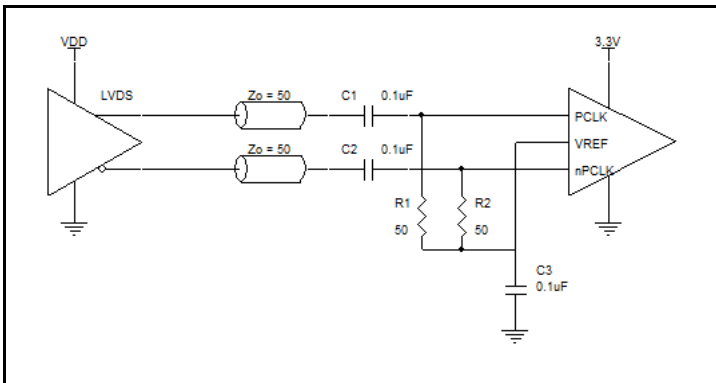 VDD
3.3V
LVDS
Zo = 50
C1
0.1uF
PCLK
VREF
Zo = 50
C2
0.1uF
nPCLK
R1
50
R2
50
C3
0.1uF